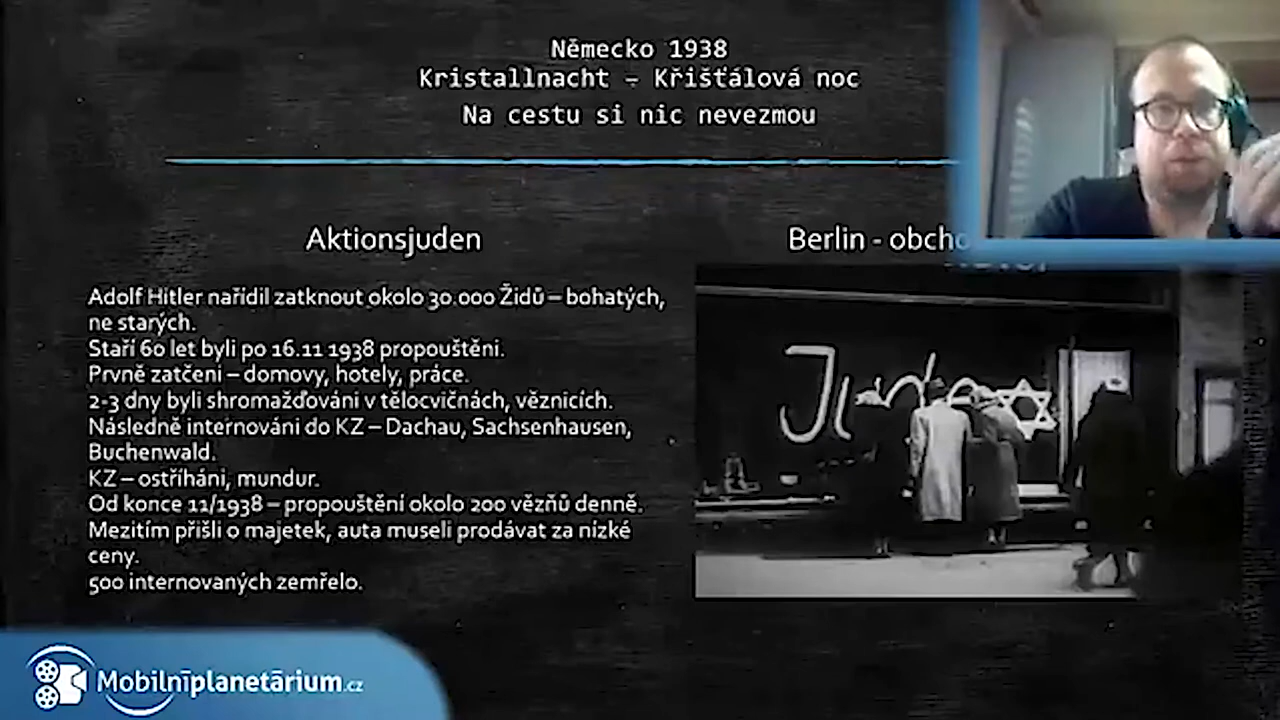 Německo 1938
Kristallnacht – Křišťálová noc
Na cestu si nic nevezmou
Aktionsjuden
Adolf Hitler nařídil zatknout okolo 30.000 Židů – bohatých,
ne starých.
Staří 60 let byli po 16.11 1938 propouštěni.
Prvně zatčení – domovy, hotely, práce.
2-3 dny byli shromažďováni v tělocvičnách, věznicích.
Následně internováni do KZ – Dachau, Sachsenhausen,
Buchenwald.
KZ – ostříháni, mundur.
Od konce 11/1938 – propouštění okolo 200 vězňů denně.
Mezitím přišli o majetek, auta museli prodávat za nízké
ceny.
500 internovaných zemřelo.
Berlin - obcho
Mobilníplanetárium.cz